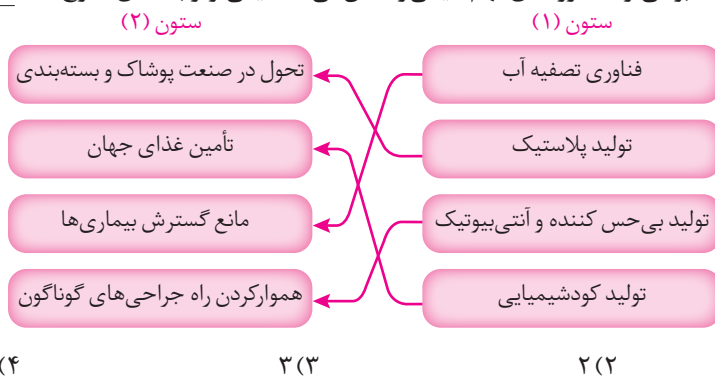 ستون (۱)
ستون (۲)
فناوری تصفیه آب
تحول در صنعت پوشاک و بسته‌بندی
تولید پلاستیک
تأمین غذای جهان
تولید بی‌حس کننده و آنتی‌بیوتیک
مانع گسترش بیماری‌ها
تولید کودشیمیایی
هموارکردن راه جراحی‌های گوناگون
۲ (۲
۳ (۳
۴)